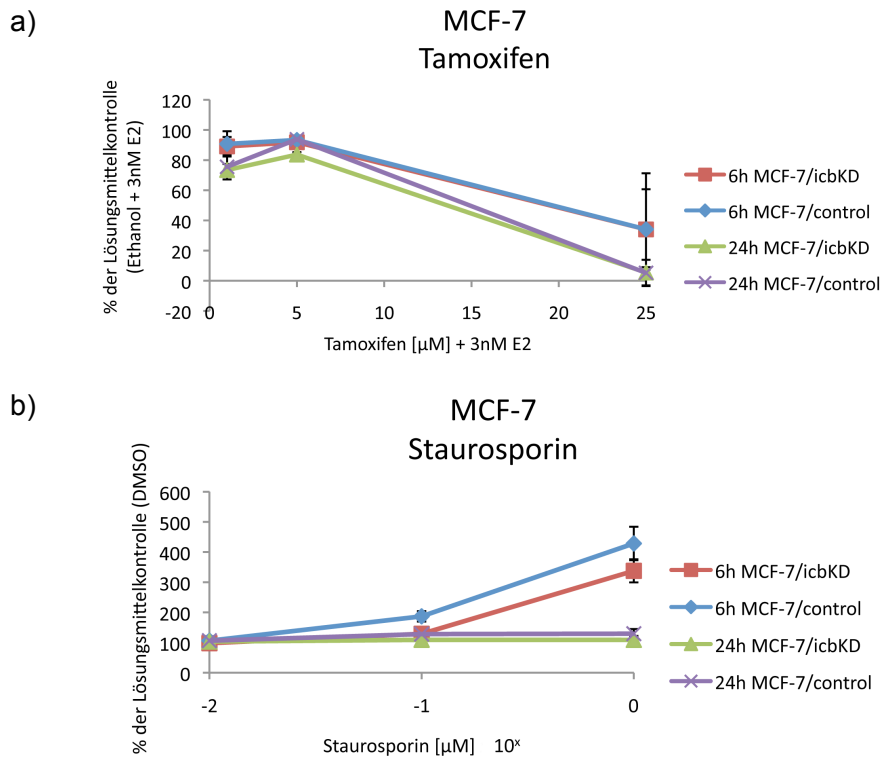 a)
MCF-7
Tamoxifen
% der Lösungsmittelkontrolle
(Ethanol + 3nM E2)
120
100
80
60
40
20
0
-20
0
5
10
15
20
25
Tamoxifen [µM] + 3nM E2
6h MCF-7/icbKD
6h MCF-7/control
24h MCF-7/icbKD
24h MCF-7/control
b)
MCF-7
Staurosporin
% der Lösungsmittelkontrolle (DMSO)
600
500
400
300
200
100
0
-2
-1
0
Staurosporin [µM] 10ˣ
6h MCF-7/icbKD
6h MCF-7/control
24h MCF-7/icbKD
24h MCF-7/control